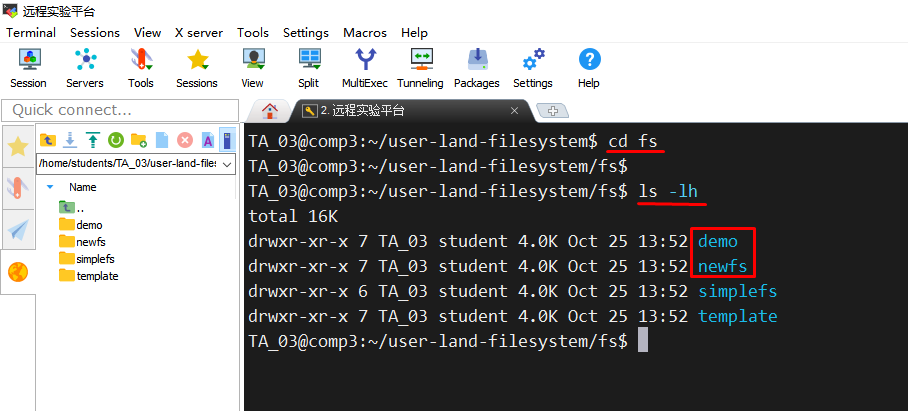 远程实验平台
Terminal Sessions View X server Tools Settings Macros Help
Session Servers Tools Sessions View Split MultiExec Tunneling Packages Settings Help
Quick connect...
2. 远程实验平台
/home/students/TA_03/user-land-files
Name
..
demo
newfs
simplefs
template
TA_03@comp3:~/user-land-filesystem$ cd fs
TA_03@comp3:~/user-land-filesystem/fs$
TA_03@comp3:~/user-land-filesystem/fs$ ls -lh
total 16K
drwxr-xr-x 7 TA_03 student 4.0K Oct 25 13:52 demo
drwxr-xr-x 7 TA_03 student 4.0K Oct 25 13:52 newfs
drwxr-xr-x 6 TA_03 student 4.0K Oct 25 13:52 simplefs
drwxr-xr-x 7 TA_03 student 4.0K Oct 25 13:52 template
TA_03@comp3:~/user-land-filesystem/fs$